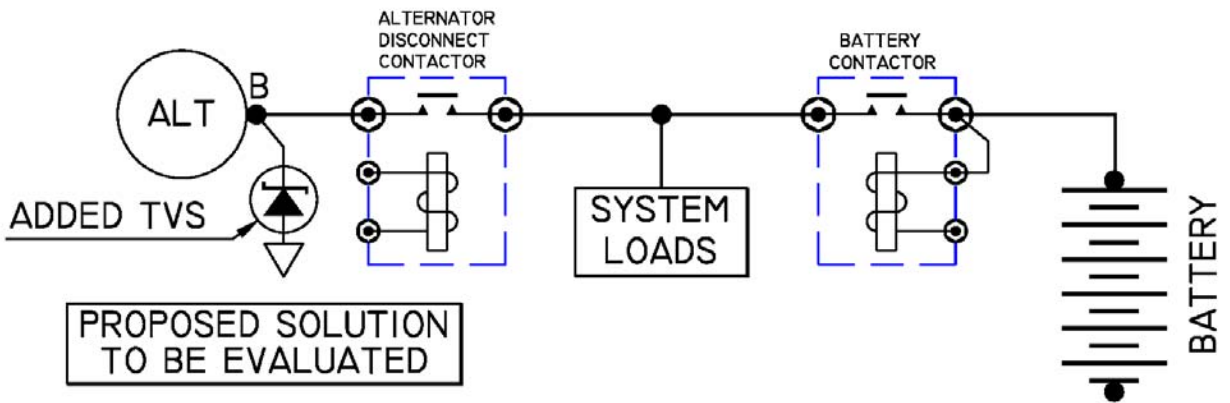 ALTERNATOR
DISCONNECT
CONTACTOR
BATTERY
CONTACTOR
B
ALT
ADDED TVS
SYSTEM
LOADS
BATTERY
PROPOSED SOLUTION
TO BE EVALUATED